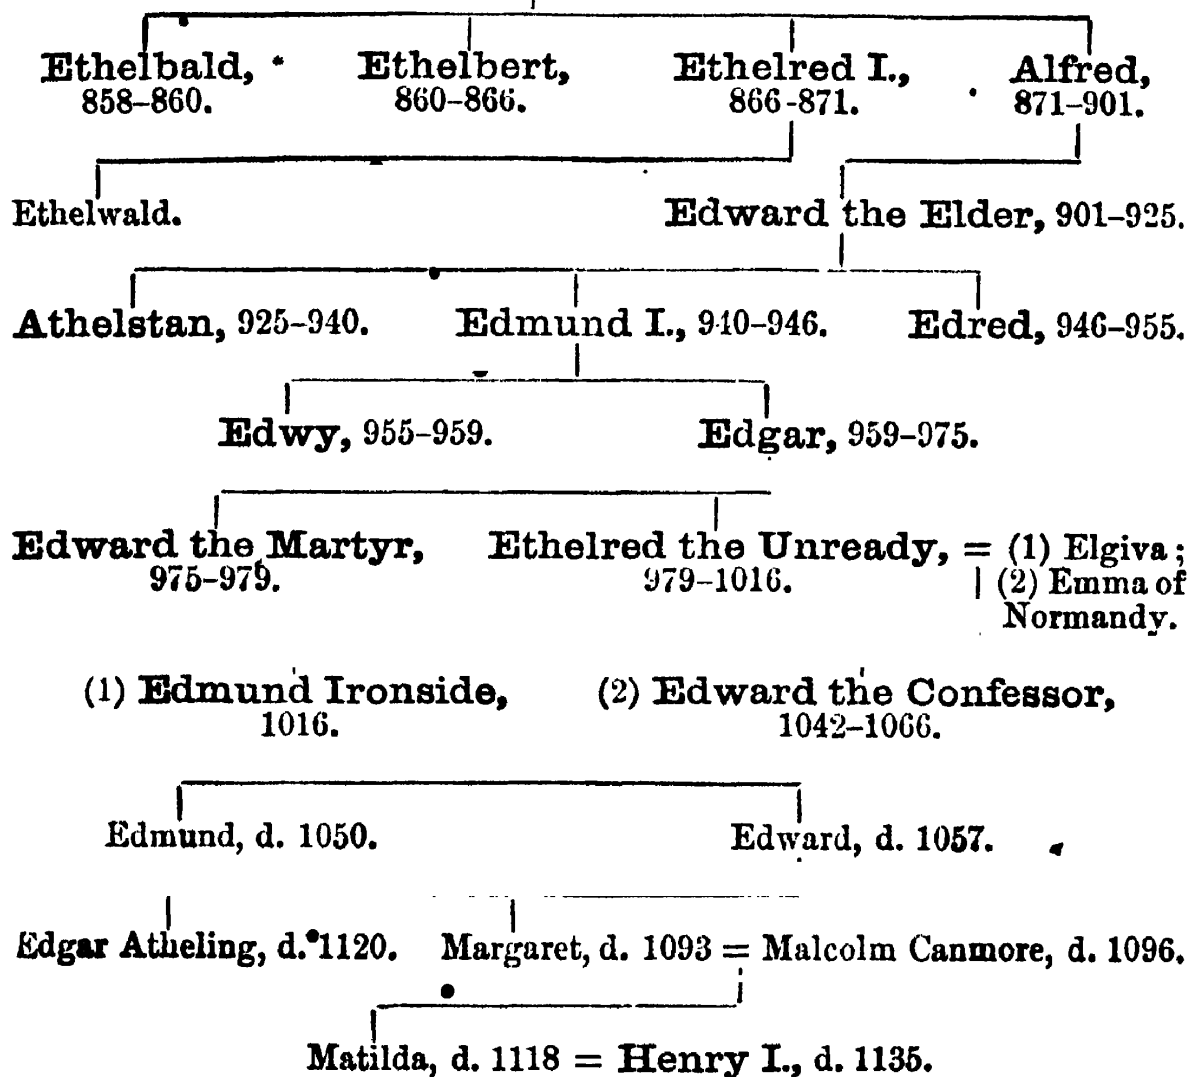 Ethelbald, Ethelbert, Ethelred I., Alfred,
858–860. 860–866. 866-871. 871–901.
Ethelwald. Edward the Elder, 901–925.
Athelstan, 925–940. Edmund I., 940–946. Edred, 946–955.
Edwy, 955–959. Edgar, 959–975.
Edward the Martyr, Ethelred the Unready, = (1) Elgiva;
975–979. 979–1016. (2) Emma of
Normandy.
(1) Edmund Ironside, (2) Edward the Confessor,
1016. 1042–1066.
Edmund, d. 1050. Edward, d. 1057.
Edgar Atheling, d. 1120. Margaret, d. 1093 = Malcolm Canmore, d. 1096.
Matilda, d. 1118 = Henry I., d. 1135.